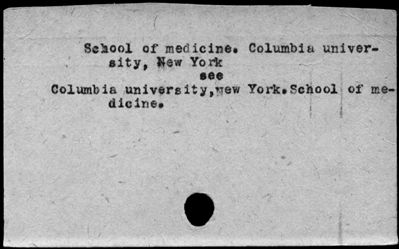 School of medicine. Columbia univer-
sity, New York
see
Columbia university, new York. School of me-
dicine.